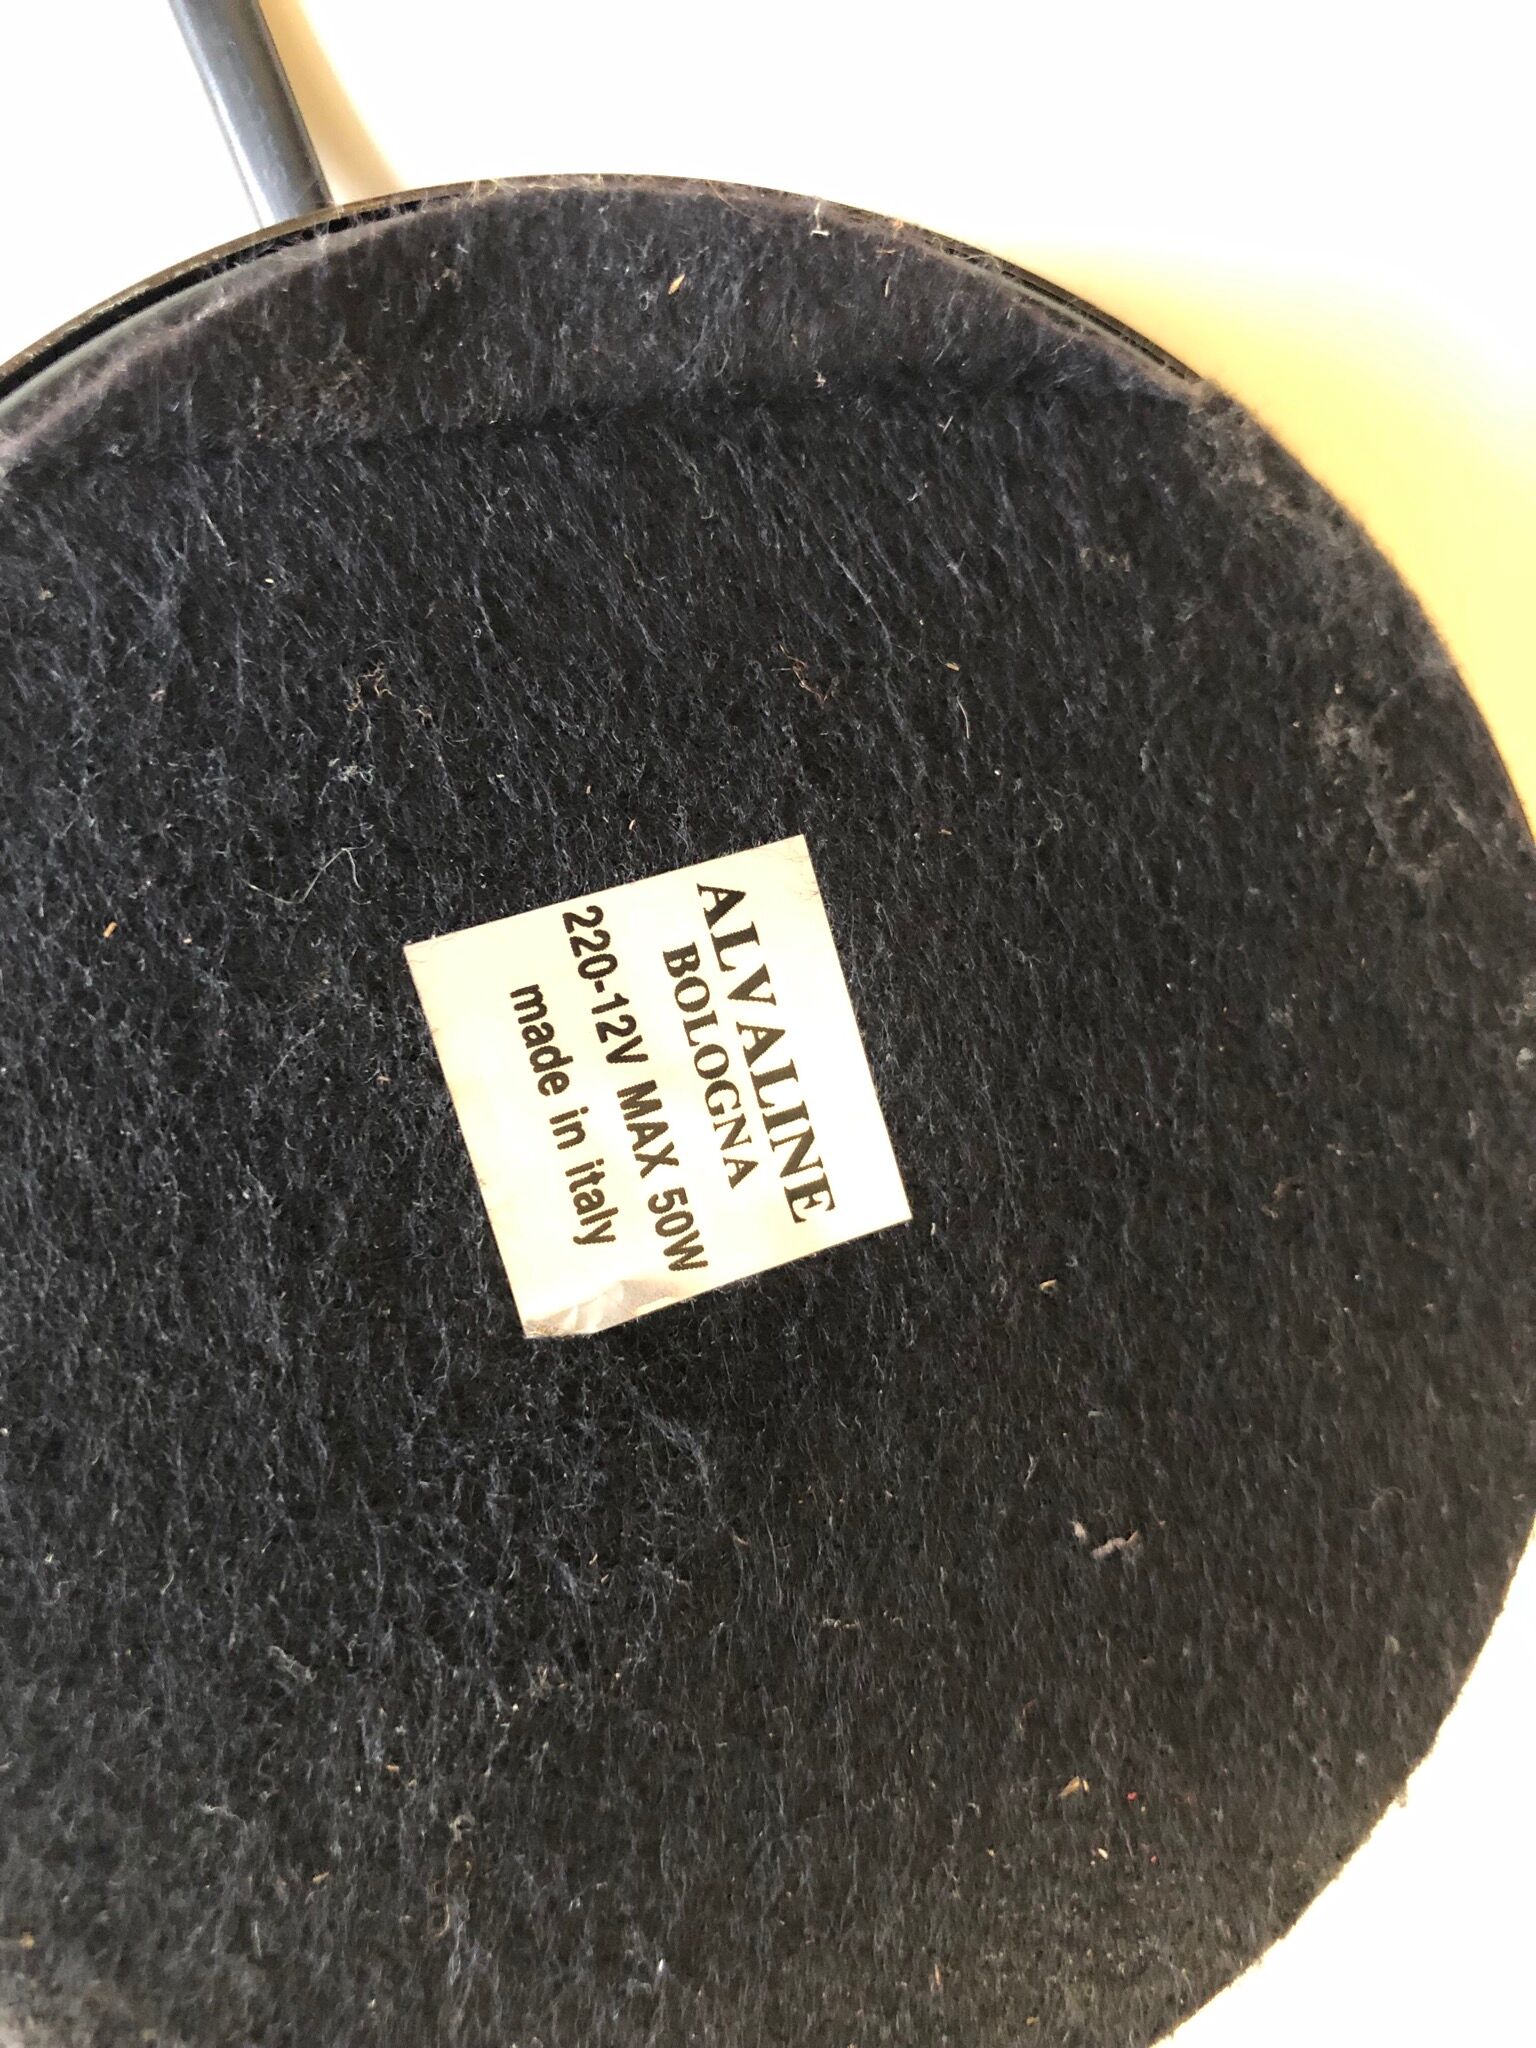 ALVALINE
BOLOGNA
220-12V MAX 50W
made in italy